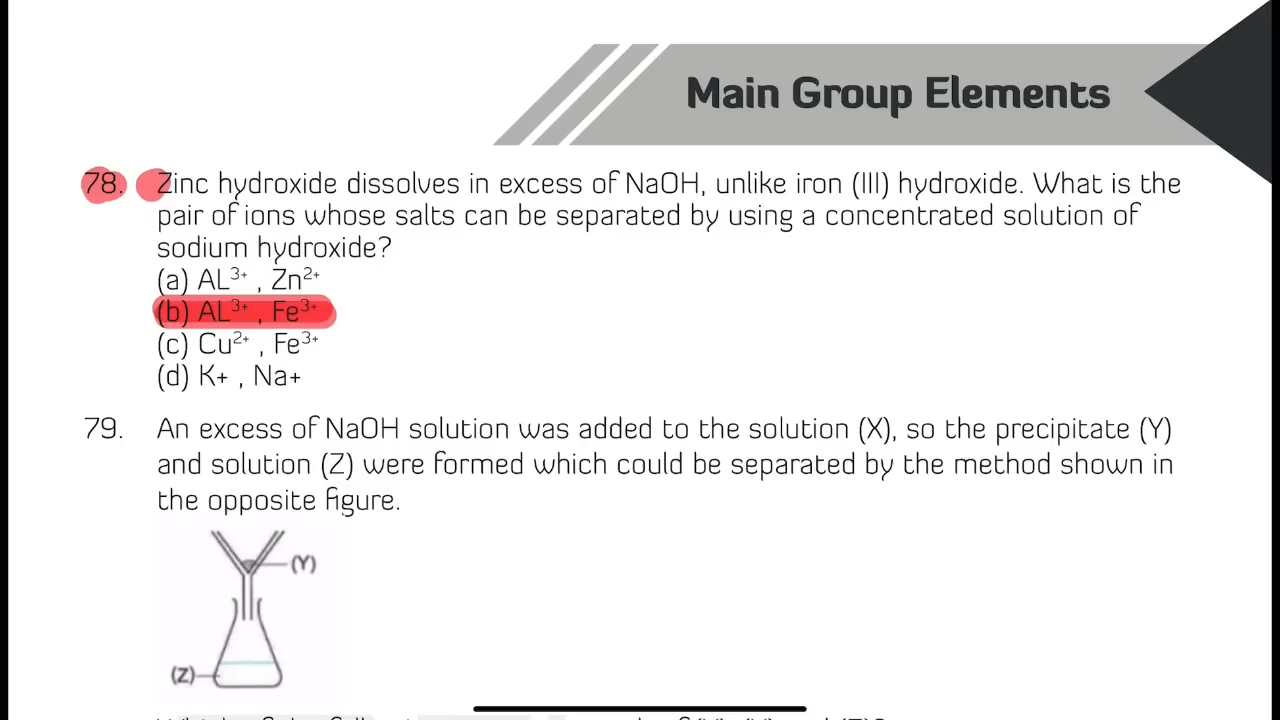 Main Group Elements
78. Zinc hydroxide dissolves in excess of NaOH, unlike iron (III) hydroxide. What is the
pair of ions whose salts can be separated by using a concentrated solution of
sodium hydroxide?
(a) AL³⁺ , Zn²⁺
(b) AL³⁺ , Fe³⁺
(c) Cu²⁺ , Fe³⁺
(d) K+ , Na+
79. An excess of NaOH solution was added to the solution (X), so the precipitate (Y)
and solution (Z) were formed which could be separated by the method shown in
the opposite figure.
(Y)
(Z)